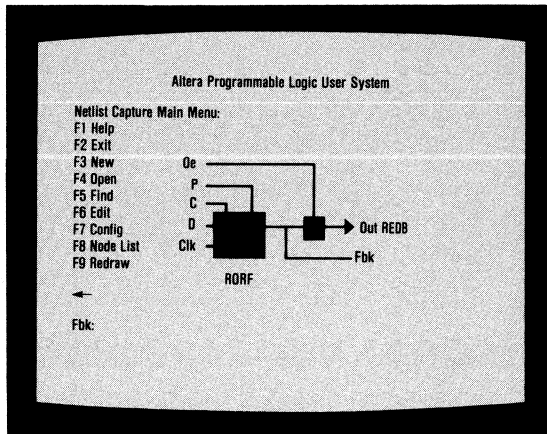 Altera Programmable Logic User System
Netlist Capture Main Menu:
F1 Help
F2 Exit
F3 New
F4 Open
F5 Find
F6 Edit
F7 Config
F8 Node List
F9 Redraw
Oe
P
C
D
Clk
Out REDB
Fbk
RORF
Fbk: